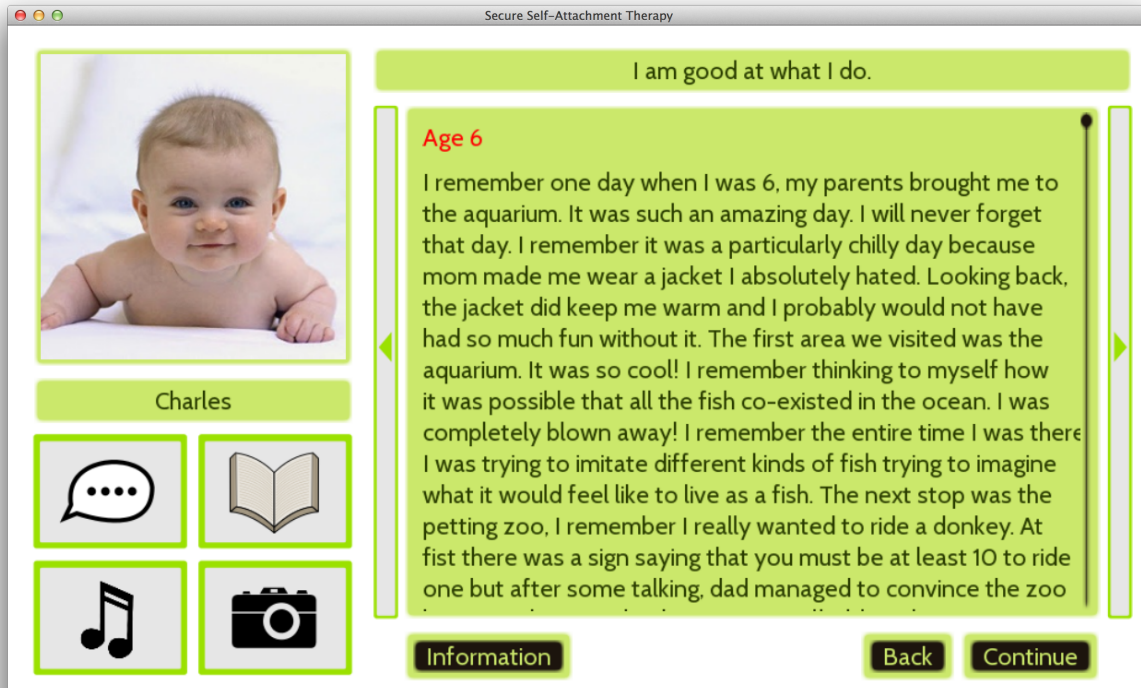 Secure Self-Attachment Therapy
I am good at what I do.
Age 6
I remember one day when I was 6, my parents brought me to
the aquarium. It was such an amazing day. I will never forget
that day. I remember it was a particularly chilly day because
mom made me wear a jacket I absolutely hated. Looking back,
the jacket did keep me warm and I probably would not have
had so much fun without it. The first area we visited was the
aquarium. It was so cool! I remember thinking to myself how
it was possible that all the fish co-existed in the ocean. I was
completely blown away! I remember the entire time I was there
I was trying to imitate different kinds of fish trying to imagine
what it would feel like to live as a fish. The next stop was the
petting zoo, I remember I really wanted to ride a donkey. At
fist there was a sign saying that you must be at least 10 to ride
one but after some talking, dad managed to convince the zoo
Charles
Information
Back
Continue